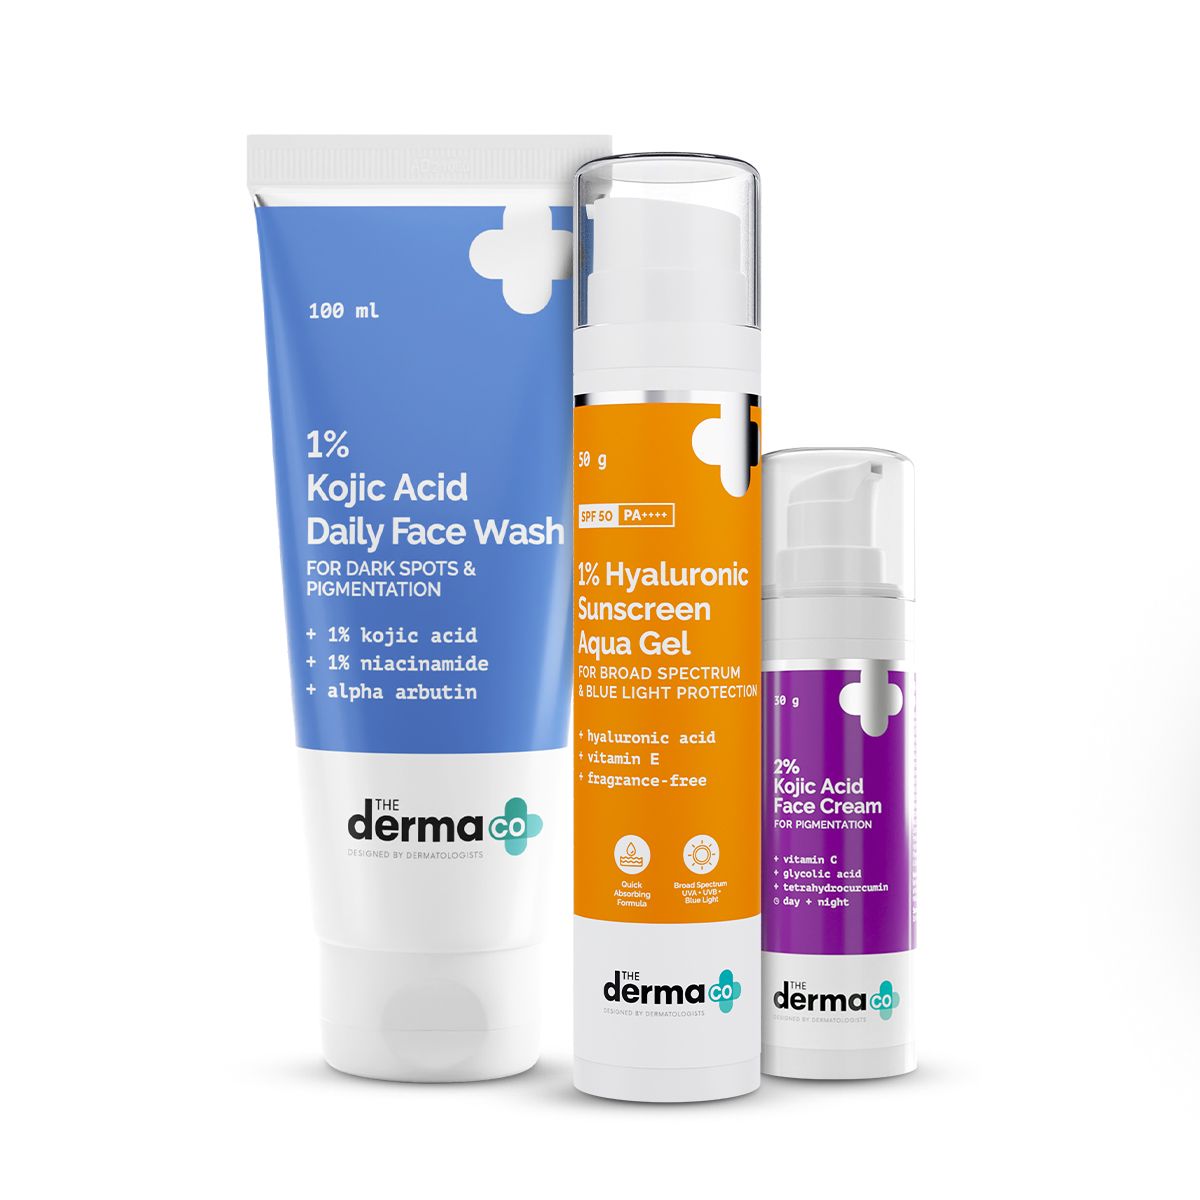 100 ml
1%
Kojic Acid
Daily Face Wash
FOR DARK SPOTS &
PIGMENTATION
+ 1% kojic acid
+ 1% niacinamide
+ alpha arbutin
THE
derma co
DESIGNED BY DERMATOLOGISTS
50 g
SPF 50 PA++++
1% Hyaluronic
Sunscreen
Aqua Gel
FOR BROAD SPECTRUM
& BLUE LIGHT PROTECTION
+ hyaluronic acid
+ vitamin E
+ fragrance-free
Quick
Absorbing
Formula
Broad Spectrum
UVA + UVB +
Blue Light
THE
derma co
DESIGNED BY DERMATOLOGISTS
30 g
2%
Kojic Acid
Face Cream
FOR PIGMENTATION
+ vitamin C
+ glycolic acid
+ tetrahydrocurcumin
day + night
THE
derma co
DESIGNED BY DERMATOLOGISTS